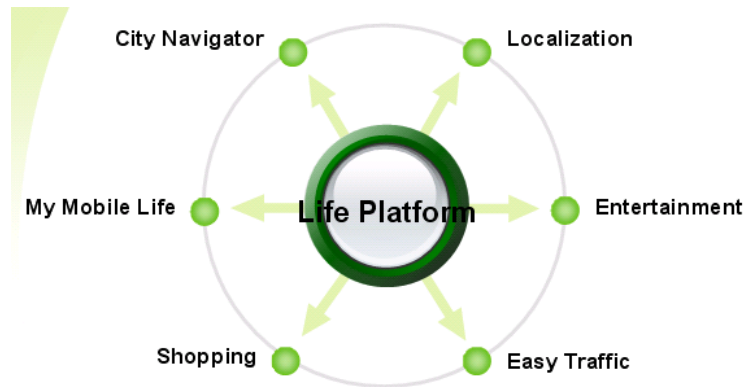 City Navigator
Localization
My Mobile Life
Life Platform
Entertainment
Shopping
Easy Traffic